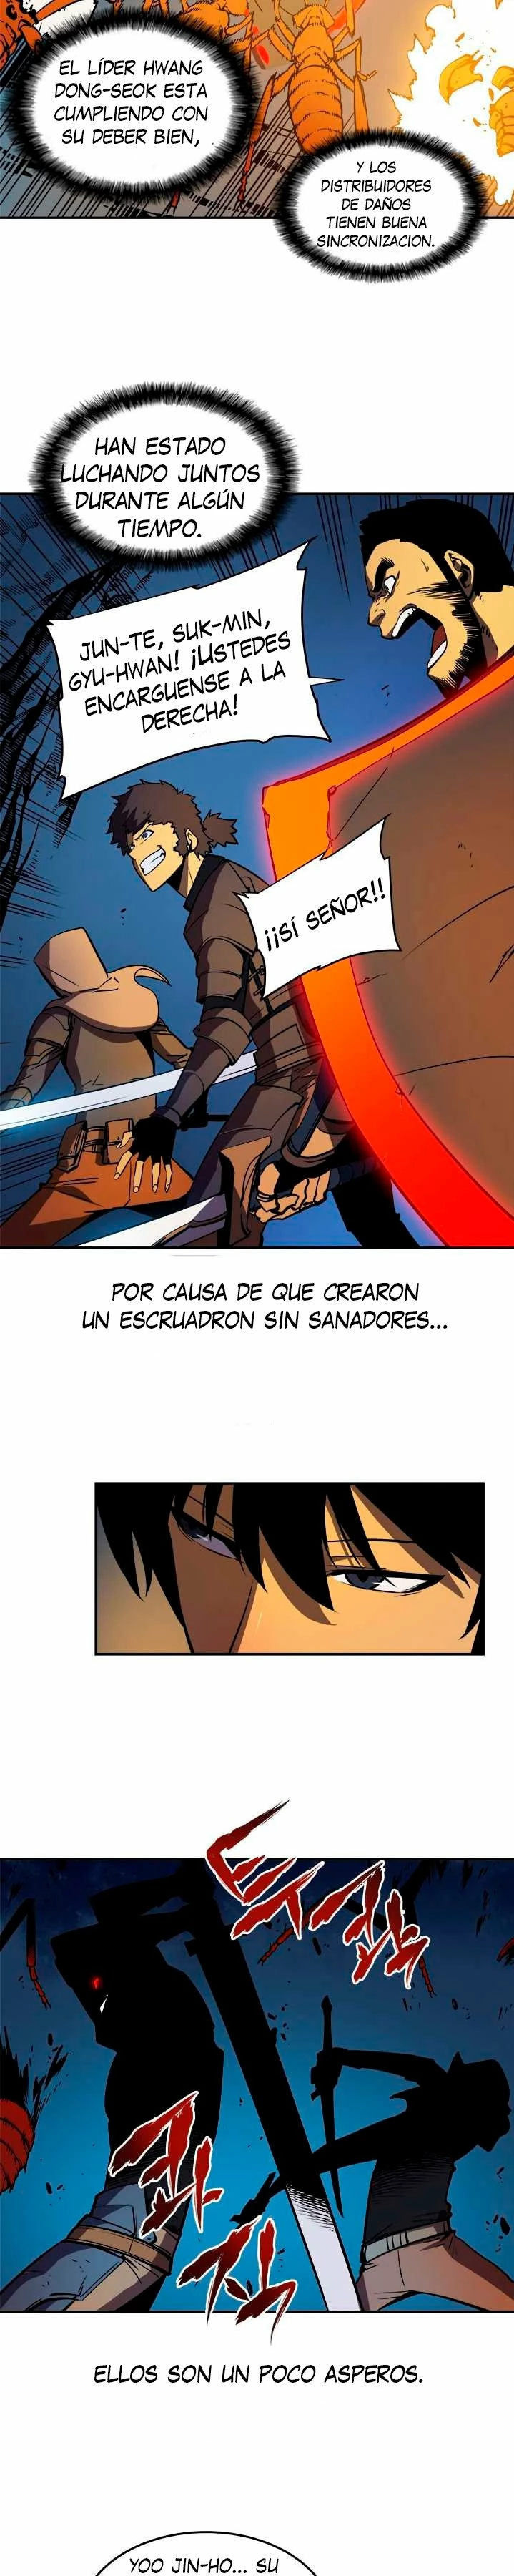 EL LÍDER HWANG
DONG-SEOK ESTA
CUMPLIENDO CON
SU DEBER BIEN,
Y LOS
DISTRIBUIDORES
DE DAÑOS
TIENEN BUENA
SINCRONIZACION.
HAN ESTADO
LUCHANDO JUNTOS
DURANTE ALGÚN
TIEMPO.
JUN-TE, SUK-MIN,
GYU-HWAN! ¡USTEDES
ENCARGUENSE A LA
DERECHA!
¡¡SÍ SEÑOR!!
POR CAUSA DE QUE CREARON
UN ESCRUADRON SIN SANADORES...
ELLOS SON UN POCO ASPEROS.
YOO JIN-HO... SU